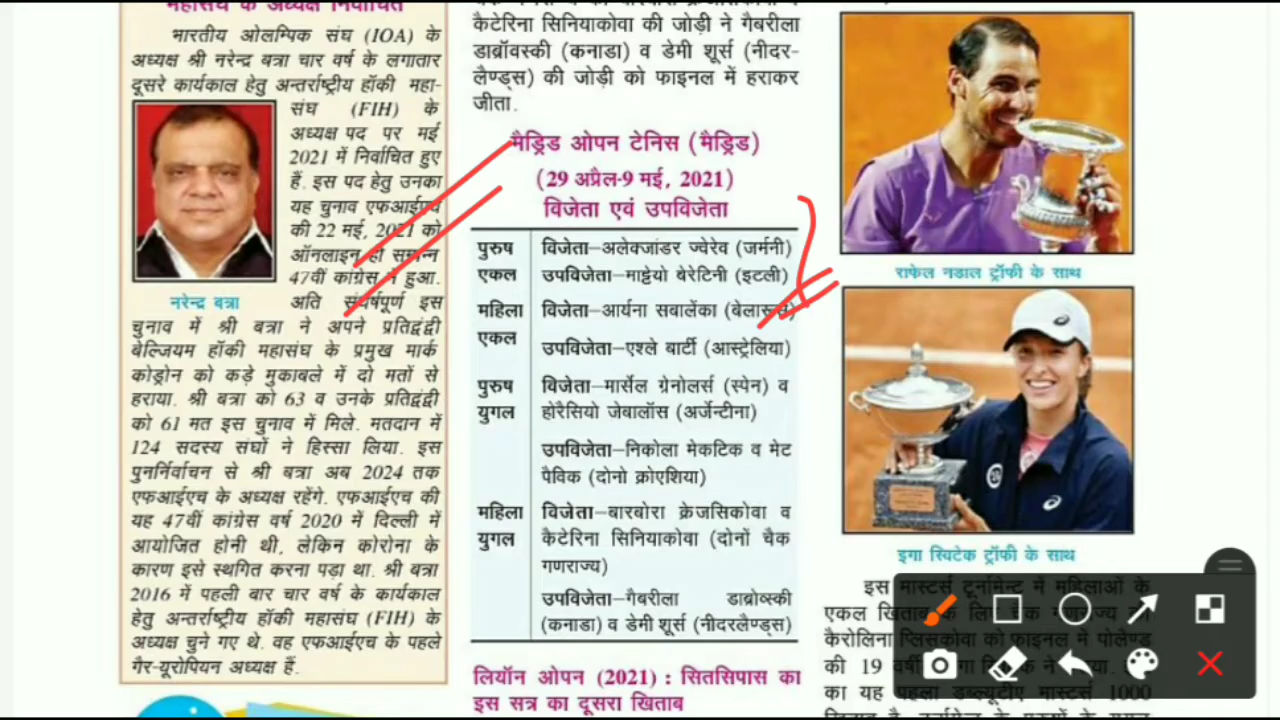 महासंघ के अध्यक्ष निर्वाचित
भारतीय ओलम्पिक संघ (IOA) के
अध्यक्ष श्री नरेन्द्र बत्रा चार वर्ष के लगातार
दूसरे कार्यकाल हेतु अन्तर्राष्ट्रीय हॉकी महा-
संघ (FIH) के
अध्यक्ष पद पर मई
2021 में निर्वाचित हुए
हैं. इस पद हेतु उनका
यह चुनाव एफआईएच
की 22 मई, 2021 को
ऑनलाइन हो सम्पन्न
47वीं कांग्रेस में हुआ.
नरेन्द्र बत्रा
अति संघर्षपूर्ण इस
चुनाव में श्री बत्रा ने अपने प्रतिद्वंद्वी
बेल्जियम हॉकी महासंघ के प्रमुख मार्क
कोड्रोन को कड़े मुकाबले में दो मतों से
हराया. श्री बत्रा को 63 व उनके प्रतिद्वंद्वी
को 61 मत इस चुनाव में मिले. मतदान में
124 सदस्य संघों ने हिस्सा लिया. इस
पुनर्निर्वाचन से श्री बत्रा अब 2024 तक
एफआईएच के अध्यक्ष रहेंगे. एफआईएच की
यह 47वीं कांग्रेस वर्ष 2020 में दिल्ली में
आयोजित होनी थी, लेकिन कोरोना के
कारण इसे स्थगित करना पड़ा था. श्री बत्रा
2016 में पहली बार चार वर्ष के कार्यकाल
हेतु अन्तर्राष्ट्रीय हॉकी महासंघ (FIH) के
अध्यक्ष चुने गए थे. वह एफआईएच के पहले
गैर-यूरोपियन अध्यक्ष हैं.
कैटेरिना सिनियाकोवा की जोड़ी ने गैबरीला
डाब्रॉवस्की (कनाडा) व डेमी शूर्स (नीदर-
लैण्ड्स) की जोड़ी को फाइनल में हराकर
जीता.
मैड्रिड ओपन टेनिस (मैड्रिड)
(29 अप्रैल-9 मई, 2021)
विजेता एवं उपविजेता
पुरुष विजेता–अलेक्जांडर ज्वेरेव (जर्मनी)
एकल उपविजेता–माट्टेयो बेरेटिनी (इटली)
महिला विजेता–आर्यना सबालेंका (बेलारूस)
एकल उपविजेता–एश्ले बार्टी (आस्ट्रेलिया)
पुरुष विजेता–मार्सेल ग्रेनोलर्स (स्पेन) व
युगल होरैसियो जेबालॉस (अर्जेन्टीना)
उपविजेता–निकोला मेकटिक व मेट
पैविक (दोनो क्रोएशिया)
महिला विजेता–बारबोरा क्रेजसिकोवा व
युगल कैटेरिना सिनियाकोवा (दोनों चैक
गणराज्य)
उपविजेता–गैबरीला डाब्रोव्स्की
(कनाडा) व डेमी शूर्स (नीदरलैण्ड्स)
लियॉन ओपन (2021) : सितसिपास का
इस सत्र का दूसरा खिताब
राफेल नडाल ट्रॉफी के साथ
इगा स्विटेक ट्रॉफी के साथ
इस मास्टर्स टूर्नामेन्ट में महिलाओं के
एकल खिताब के लिए चैक गणराज्य की
कैरोलिना प्लिसकोवा को फाइनल में पोलैण्ड
की 19 वर्षीय
का यह पहला डब्ल्यूटीए मास्टर्स 1000